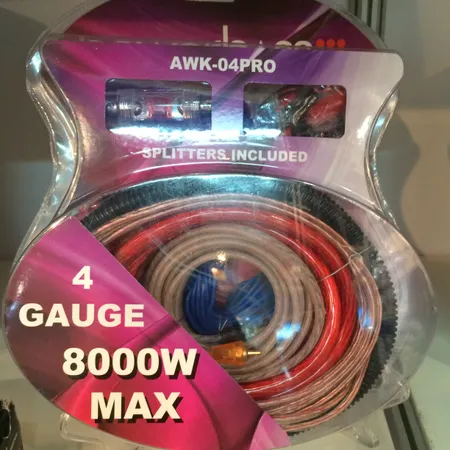 AWK-04PRO
SPLITTERS INCLUDED
4
GAUGE
8000W
MAX